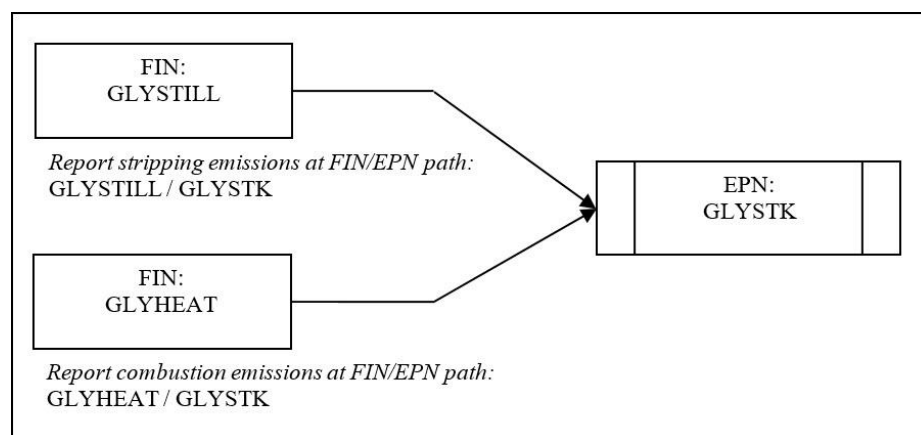 FIN:
GLYSTILL
Report stripping emissions at FIN/EPN path:
GLYSTILL / GLYSTK
EPN:
GLYSTK
FIN:
GLYHEAT
Report combustion emissions at FIN/EPN path:
GLYHEAT / GLYSTK